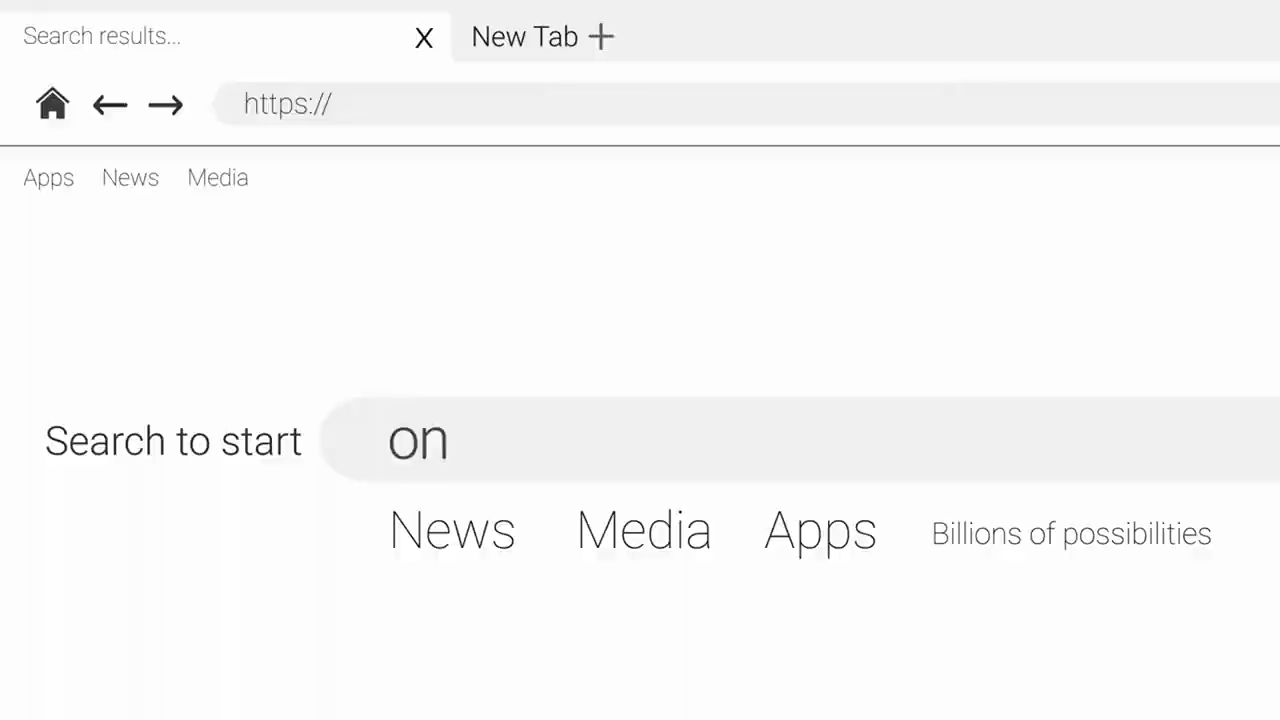 Search results... X New Tab +
https://
Apps News Media
Search to start on
News Media Apps Billions of possibilities